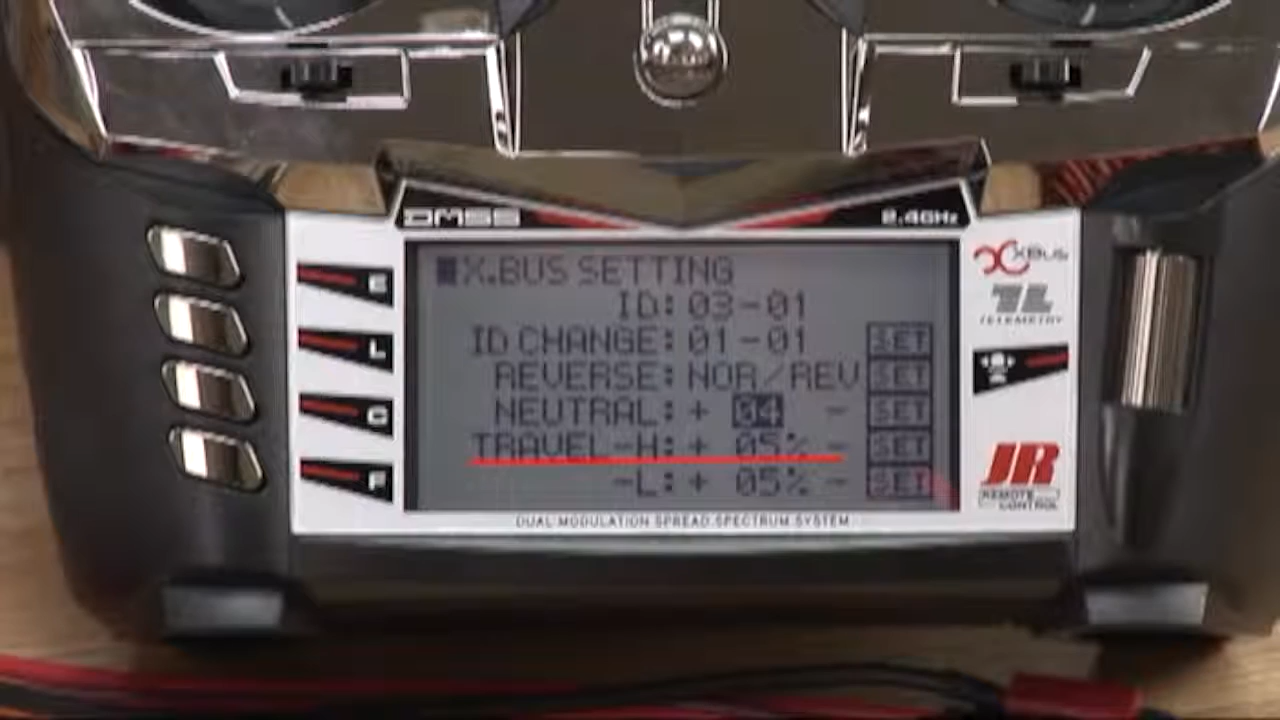 DMSS
2.4GHz
X.BUS SETTING
ID: 03-01
ID CHANGE: 01-01 SET
REVERSE: NOR/REV SET
NEUTRAL: + 04 - SET
TRAVEL-H: + 05% - SET
-L: + 05% - SET
E
L
C
F
XBUS
TELEMETRY
JR
REMOTE CONTROL
DUAL MODULATION SPREAD SPECTRUM SYSTEM